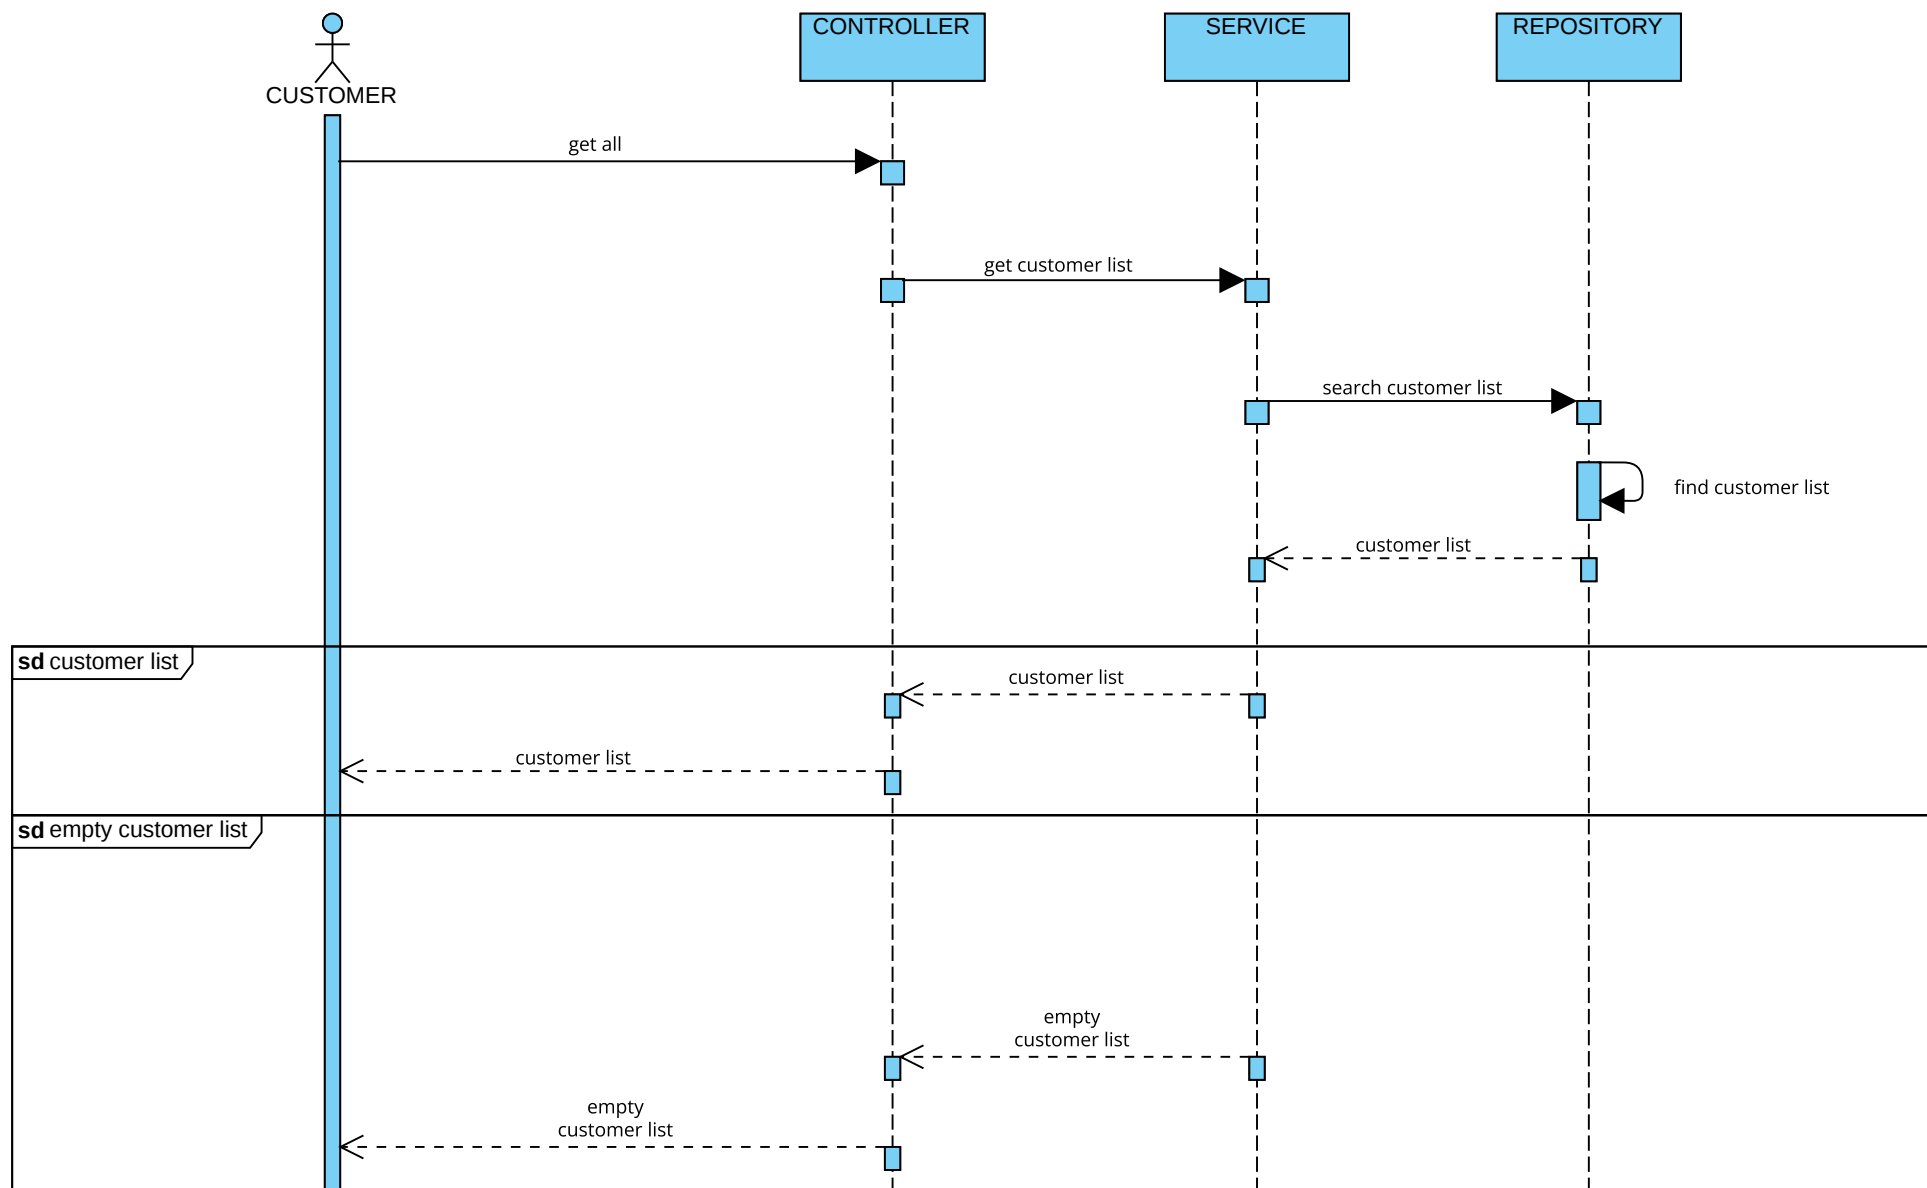 CONTROLLER
SERVICE
REPOSITORY
CUSTOMER
get all
get customer list
search customer list
find customer list
customer list
sd customer list
customer list
customer list
sd empty customer list
empty
customer list
empty
customer list